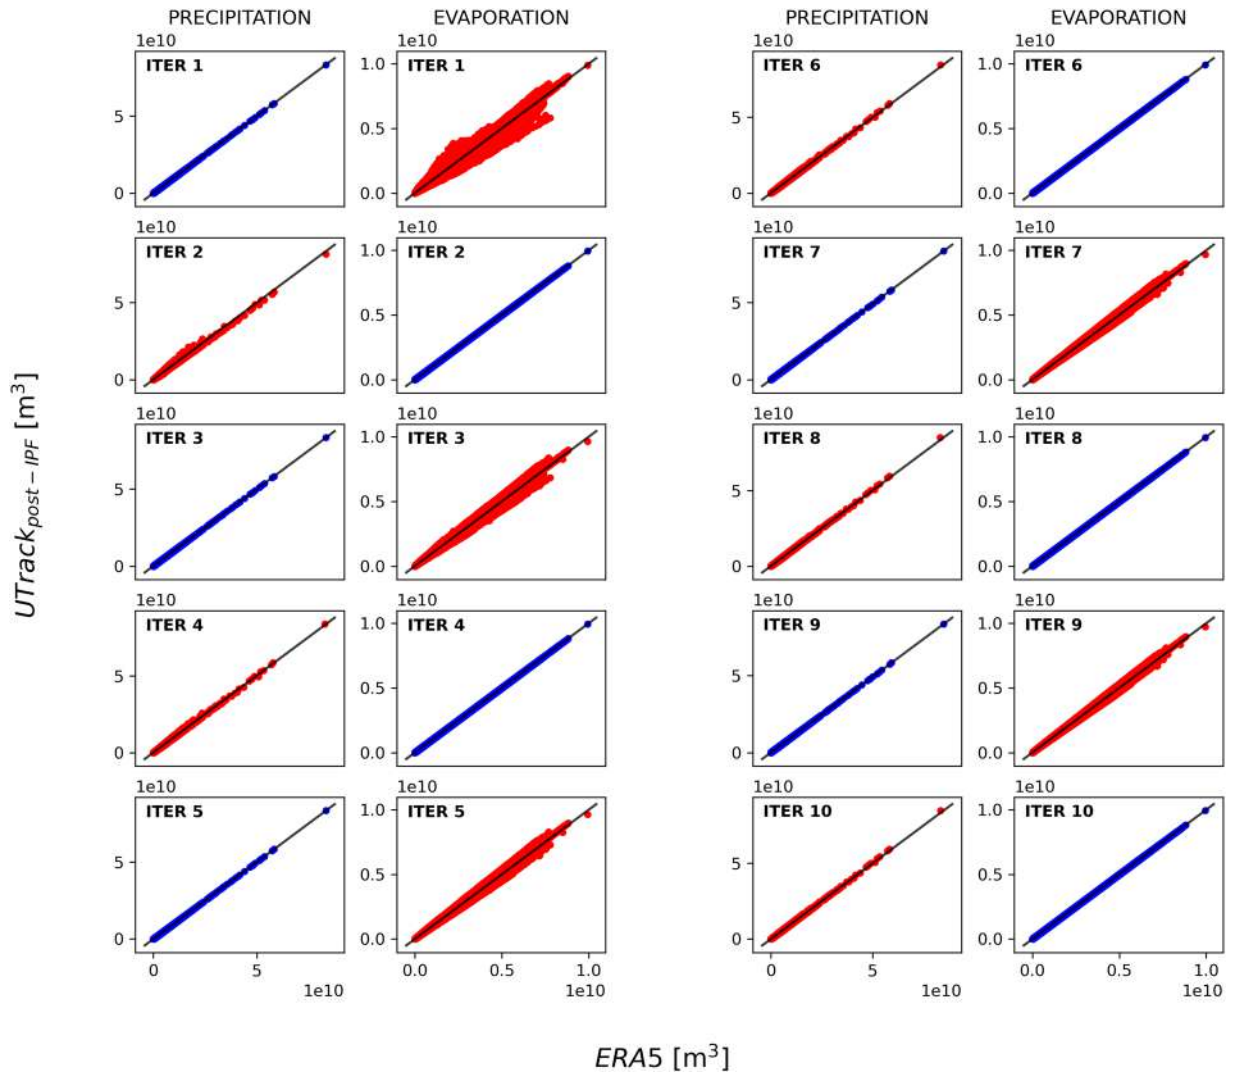 PRECIPITATION EVAPORATION PRECIPITATION EVAPORATION
1e10 1e10 1e10 1e10
ITER 1 ITER 1 ITER 6 ITER 6
5 1.0 5 1.0
0.5 0.5
0 0.0 0 0.0
1e10 1e10 1e10 1e10
ITER 2 ITER 2 ITER 7 ITER 7
5 1.0 5 1.0
0.5 0.5
0 0.0 0 0.0
1e10 1e10 1e10 1e10
ITER 3 ITER 3 ITER 8 ITER 8
5 1.0 5 1.0
0.5 0.5
0 0.0 0 0.0
1e10 1e10 1e10 1e10
ITER 4 ITER 4 ITER 9 ITER 9
5 1.0 5 1.0
0.5 0.5
0 0.0 0 0.0
1e10 1e10 1e10 1e10
ITER 5 ITER 5 ITER 10 ITER 10
5 1.0 5 1.0
0.5 0.5
0 0.0 0 0.0
0 5 0.0 0.5 1.0 0 5 0.0 0.5 1.0
1e10 1e10 1e10 1e10
UTrack_post-IPF [m³]
ERA5 [m³]